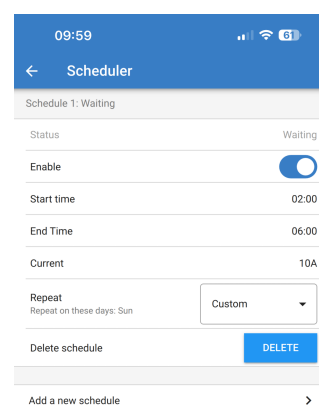 09:59
61
Scheduler
Schedule 1: Waiting
Status Waiting
Enable
Start time 02:00
End Time 06:00
Current 10A
Repeat
Repeat on these days: Sun
Custom
Delete schedule DELETE
Add a new schedule